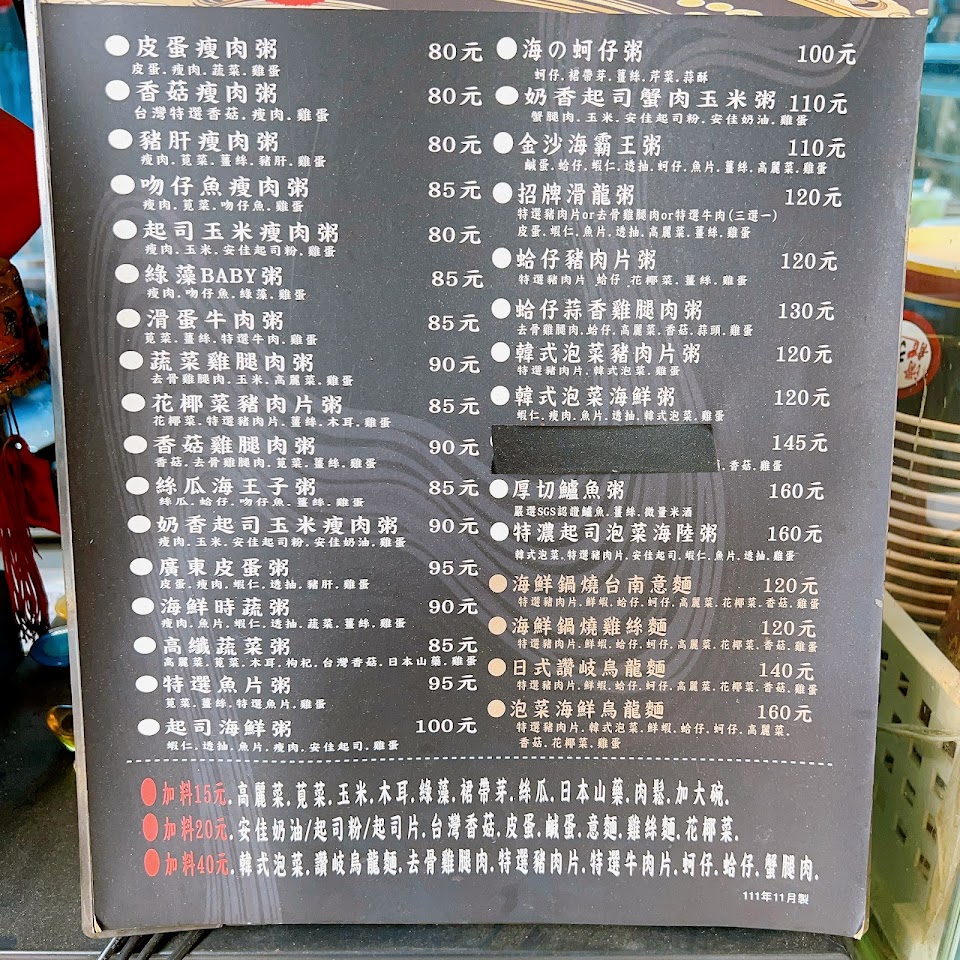 皮蛋瘦肉粥 80元
皮蛋.瘦肉.蔬菜.雞蛋
香菇瘦肉粥 80元
台灣特選香菇.瘦肉.雞蛋
豬肝瘦肉粥 80元
瘦肉.莧菜.薑絲.豬肝.雞蛋
吻仔魚瘦肉粥 85元
瘦肉.莧菜.吻仔魚.雞蛋
起司玉米瘦肉粥 80元
瘦肉.玉米.安佳起司粉.雞蛋
綠藻BABY粥 85元
瘦肉.吻仔魚.綠藻.雞蛋
滑蛋牛肉粥 85元
莧菜.薑絲.特選牛肉.雞蛋
蔬菜雞腿肉粥 90元
去骨雞腿肉.玉米.高麗菜.雞蛋
花椰菜豬肉片粥 85元
花椰菜.特選豬肉片.薑絲.木耳.雞蛋
香菇雞腿肉粥 90元
香菇.去骨雞腿肉.莧菜.薑絲.雞蛋
絲瓜海王子粥 85元
絲瓜.蛤仔.吻仔魚.薑絲.雞蛋
奶香起司玉米瘦肉粥 90元
瘦肉.玉米.安佳起司粉.安佳奶油.雞蛋
廣東皮蛋粥 95元
皮蛋.瘦肉.蝦仁.透抽.豬肝.雞蛋
海鮮時蔬粥 90元
瘦肉.魚片.蝦仁.透抽.蔬菜.薑絲.雞蛋
高纖蔬菜粥 85元
高麗菜.莧菜.木耳.枸杞.台灣香菇.日本山藥.雞蛋
特選魚片粥 95元
莧菜.薑絲.特選魚片.雞蛋
起司海鮮粥 100元
蝦仁.透抽.魚片.瘦肉.安佳起司.雞蛋
海の蚵仔粥 100元
蚵仔.裙帶芽.薑絲.芹菜.蒜酥
奶香起司蟹肉玉米粥 110元
蟹腿肉.玉米.安佳起司粉.安佳奶油.雞蛋
金沙海霸王粥 110元
鹹蛋.蛤仔.蝦仁.透抽.蚵仔.魚片.薑絲.高麗菜.雞蛋
招牌滑龍粥 120元
特選豬肉片or去骨雞腿肉or特選牛肉(三選一)
皮蛋.蝦仁.魚片.透抽.高麗菜.薑絲.雞蛋
蛤仔豬肉片粥 120元
特選豬肉片 蛤仔 花椰菜.薑絲.雞蛋
蛤仔蒜香雞腿肉粥 130元
去骨雞腿肉.蛤仔.高麗菜.香菇.蒜頭.雞蛋
韓式泡菜豬肉片粥 120元
特選豬肉片.韓式泡菜.雞蛋
韓式泡菜海鮮粥 120元
蝦仁.瘦肉.魚片.透抽.韓式泡菜.雞蛋
145元
.香菇.雞蛋
厚切鱸魚粥 160元
嚴選SGS認證鱸魚.薑絲.微量米酒
特濃起司泡菜海陸粥 160元
韓式泡菜.特選豬肉片.安佳起司.蝦仁.魚片.透抽.雞蛋
海鮮鍋燒台南意麵 120元
特選豬肉片.鮮蝦.蛤仔.蚵仔.高麗菜.花椰菜.香菇.雞蛋
海鮮鍋燒雞絲麵 120元
特選豬肉片.鮮蝦.蛤仔.蚵仔.高麗菜.花椰菜.香菇.雞蛋
日式讚岐烏龍麵 140元
特選豬肉片.鮮蝦.蛤仔.蚵仔.高麗菜.花椰菜.香菇.雞蛋
泡菜海鮮烏龍麵 160元
特選豬肉片.韓式泡菜.鮮蝦.蛤仔.蚵仔.高麗菜.
香菇.花椰菜.雞蛋
加料15元.高麗菜.莧菜.玉米.木耳.綠藻.裙帶芽.絲瓜.日本山藥.肉鬆.加大碗.
加料20元.安佳奶油/起司粉/起司片.台灣香菇.皮蛋.鹹蛋.意麵.雞絲麵.花椰菜.
加料40元.韓式泡菜.讚岐烏龍麵.去骨雞腿肉.特選豬肉片.特選牛肉片.蚵仔.蛤仔.蟹腿肉.
111年11月製